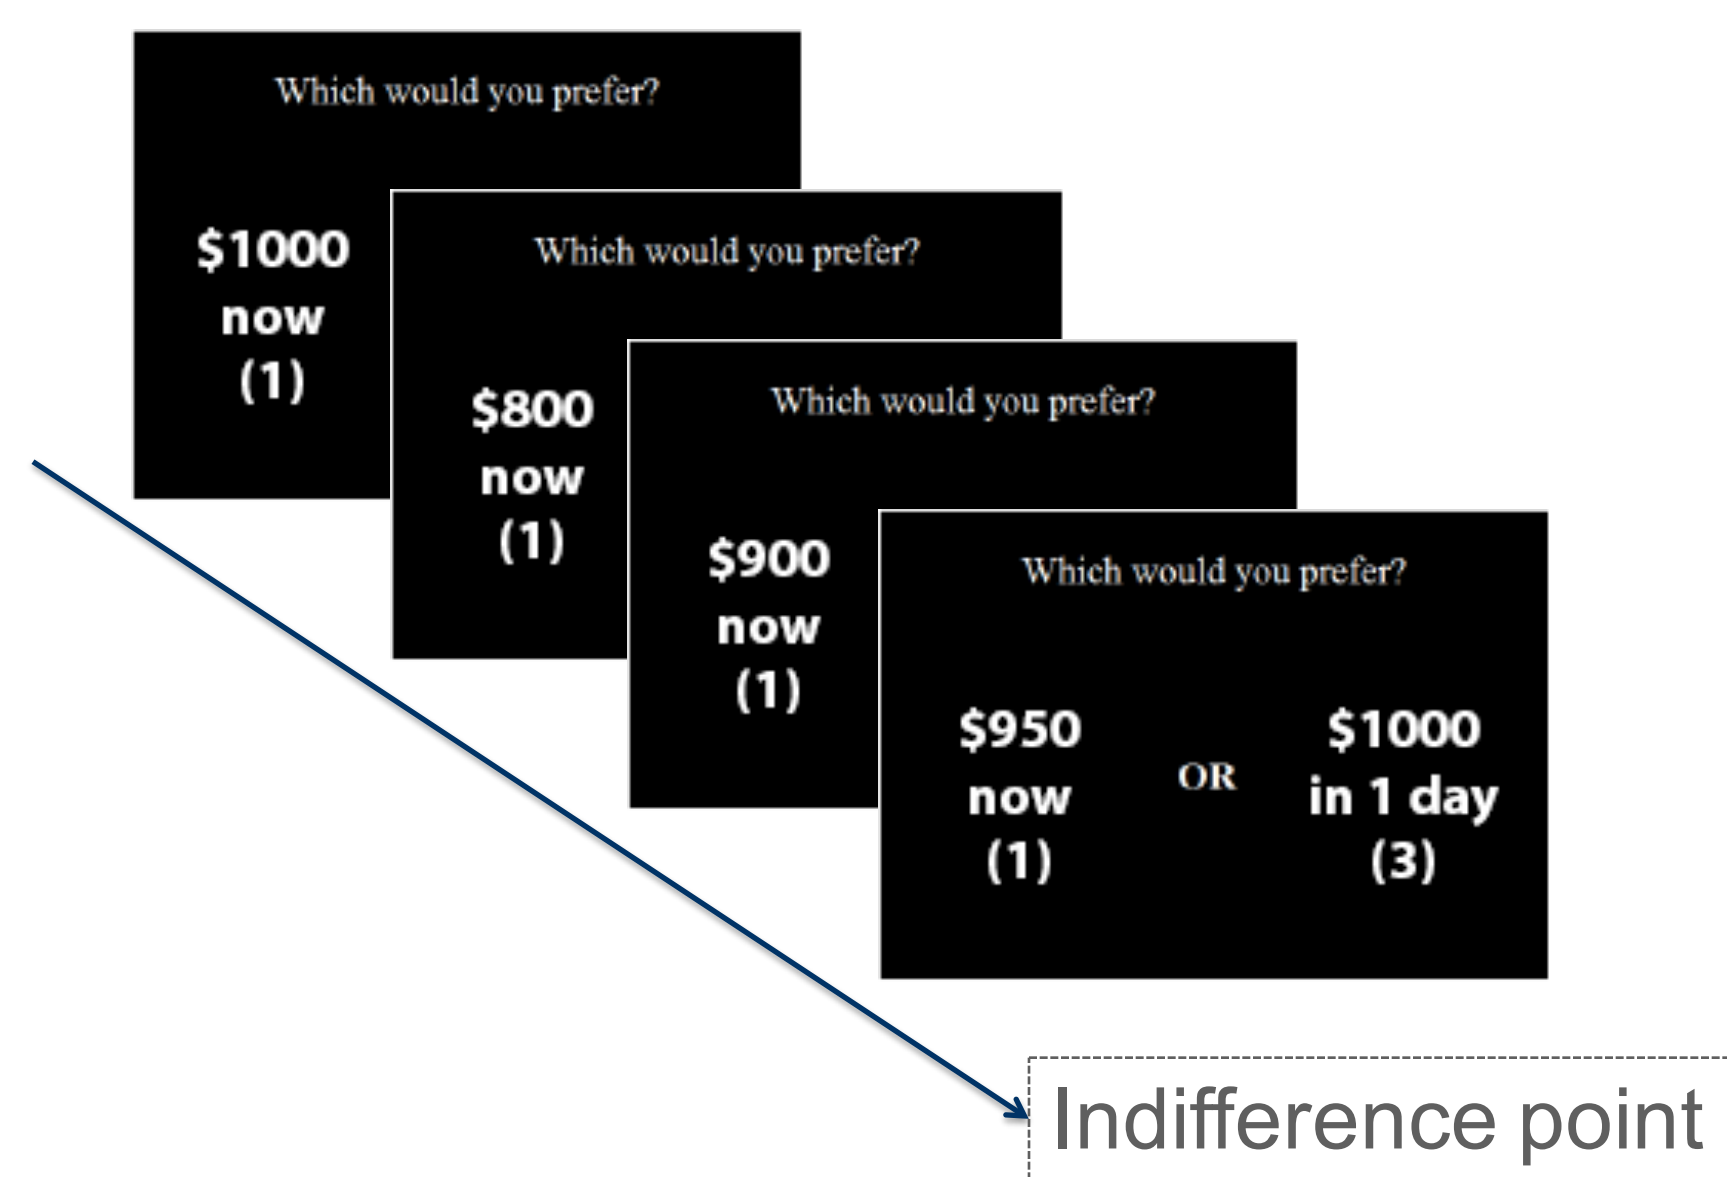 Which would you prefer?
$1000
now
(1)
Which would you prefer?
$800
now
(1)
Which would you prefer?
$900
now
(1)
Which would you prefer?
$950
now
(1)
OR
$1000
in 1 day
(3)
Indifference point